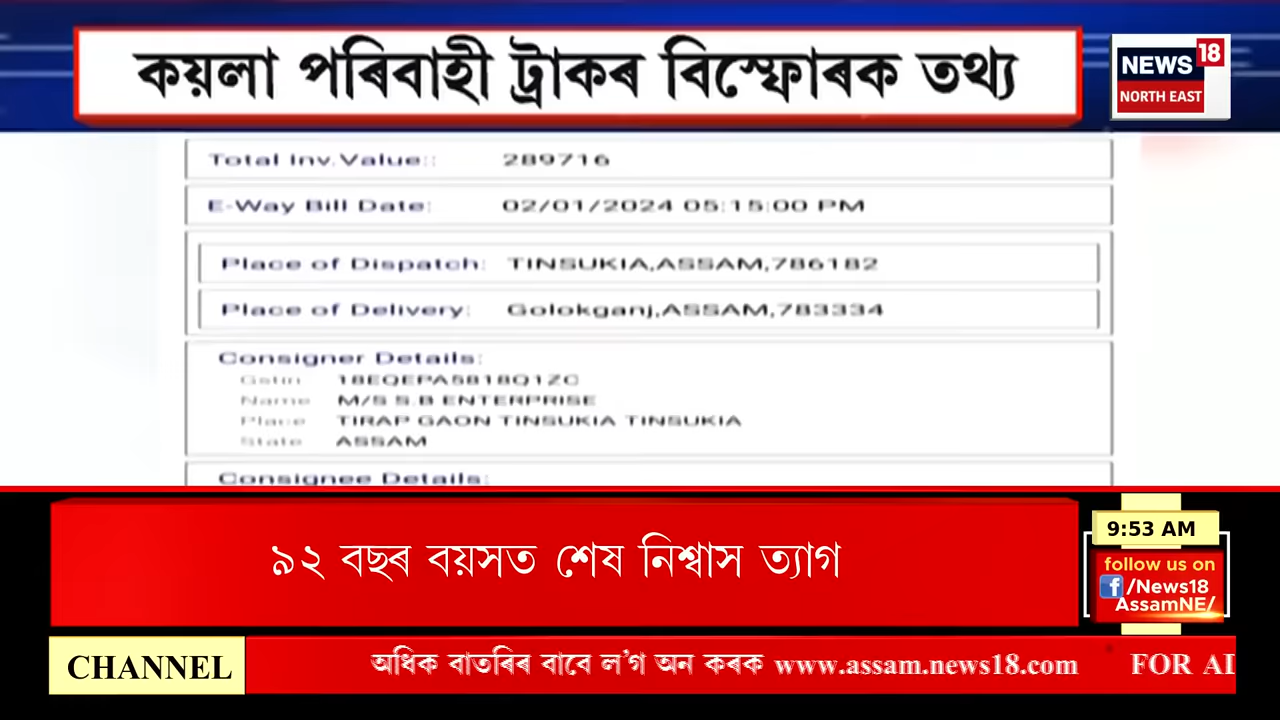 কয়লা পৰিবাহী ট্ৰাকৰ বিস্ফোৰক তথ্য
NEWS 18
NORTH EAST
Total Inv.Value:: 289716
E-Way Bill Date: 02/01/2024 05:15:00 PM
Place of Dispatch: TINSUKIA,ASSAM,786182
Place of Delivery: Golokganj,ASSAM,783334
Consigner Details:
Gstin 18EQEPA5818Q1ZC
Name M/S S.B ENTERPRISE
Place TIRAP GAON TINSUKIA TINSUKIA
State ASSAM
Consignee Details:
৯২ বছৰ বয়সত শেষ নিশ্বাস ত্যাগ
9:53 AM
follow us on
f/News18
AssamNE/
CHANNEL অধিক বাতৰিৰ বাবে ল'গ অন কৰক www.assam.news18.com FOR AD